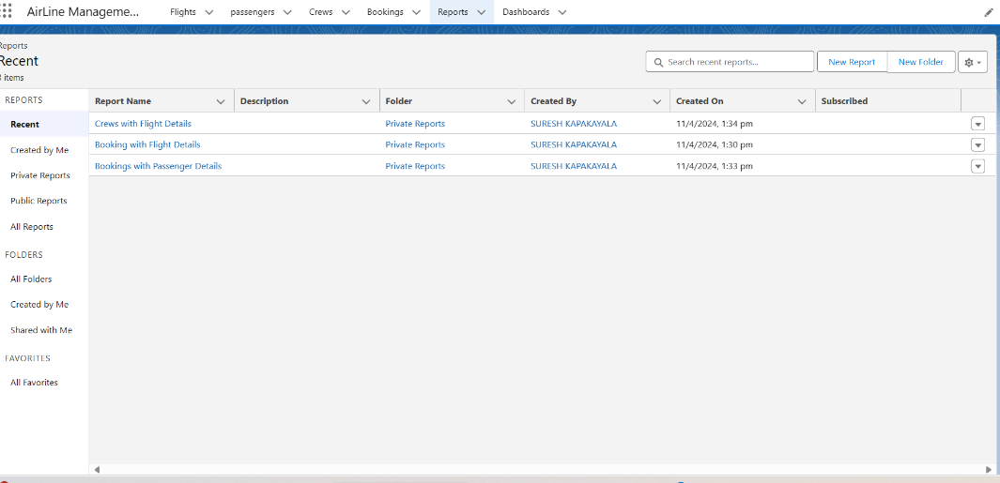 AirLine Manageme... Flights passengers Crews Bookings Reports Dashboards
Reports
Recent
items
Search recent reports...
New Report
New Folder
REPORTS
Recent
Created by Me
Private Reports
Public Reports
All Reports
FOLDERS
All Folders
Created by Me
Shared with Me
FAVORITES
All Favorites
Report Name Description Folder Created By Created On Subscribed
Crews with Flight Details Private Reports SURESH KAPAKAYALA 11/4/2024, 1:34 pm
Booking with Flight Details Private Reports SURESH KAPAKAYALA 11/4/2024, 1:30 pm
Bookings with Passenger Details Private Reports SURESH KAPAKAYALA 11/4/2024, 1:33 pm